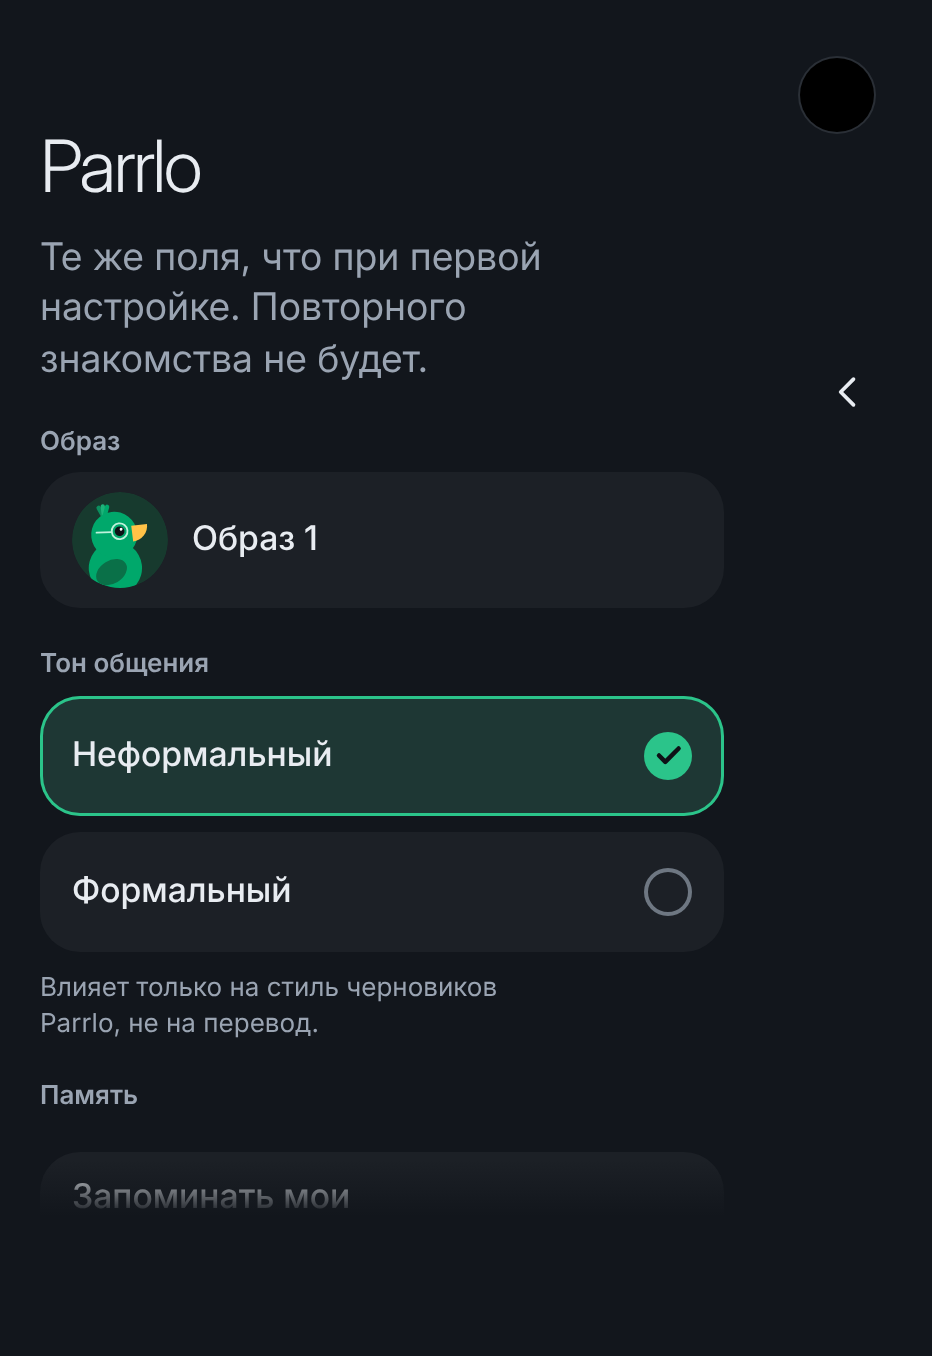 Parrlo
Те же поля, что при первой
настройке. Повторного
знакомства не будет.
Образ
Образ 1
Тон общения
Неформальный
Формальный
Влияет только на стиль черновиков
Parrlo, не на перевод.
Память
Запоминать мои